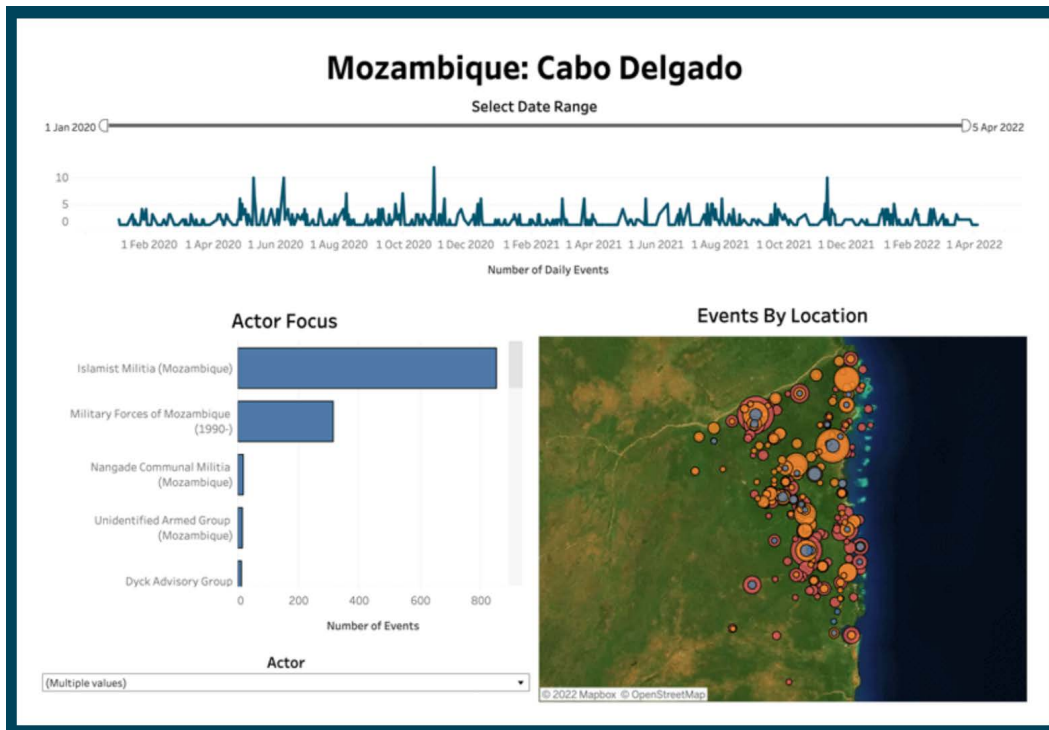 Mozambique: Cabo Delgado
Select Date Range
1 Jan 2020
5 Apr 2022
10
5
0
1 Feb 2020 1 Apr 2020 1 Jun 2020 1 Aug 2020 1 Oct 2020 1 Dec 2020 1 Feb 2021 1 Apr 2021 1 Jun 2021 1 Aug 2021 1 Oct 2021 1 Dec 2021 1 Feb 2022 1 Apr 2022
Number of Daily Events
Actor Focus
Islamist Militia (Mozambique)
Military Forces of Mozambique
(1990-)
Nangade Communal Militia
(Mozambique)
Unidentified Armed Group
(Mozambique)
Dyck Advisory Group
0 200 400 600 800
Number of Events
Actor
(Multiple values)
Events By Location
© 2022 Mapbox © OpenStreetMap